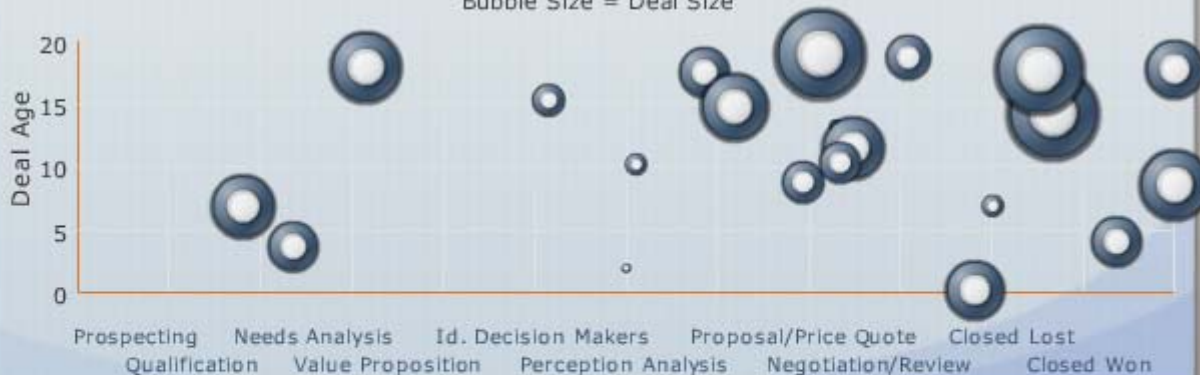 Bubble Size = Deal Size
Deal Age
20
15
10
5
0
Prospecting Needs Analysis Id. Decision Makers Proposal/Price Quote Closed Lost
Qualification Value Proposition Perception Analysis Negotiation/Review Closed Won